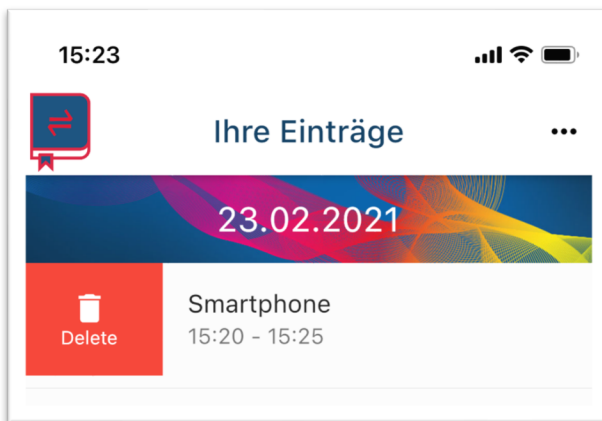 15:23
Ihre Einträge
23.02.2021
Smartphone
Delete
15:20 - 15:25